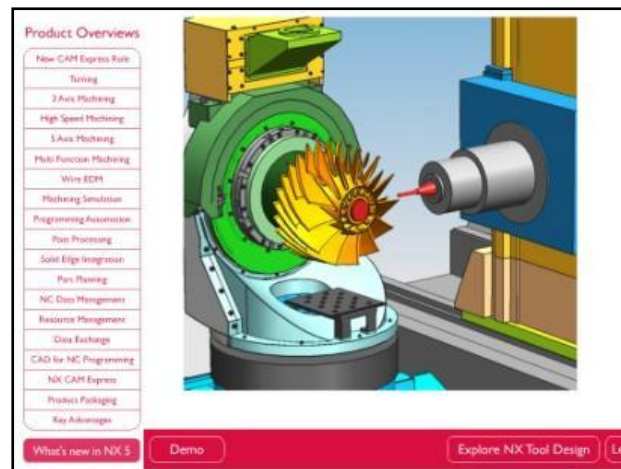 Product Overviews
New CAM Express Role
Turning
3 Axis Machining
High Speed Machining
5 Axis Machining
Multi Function Machining
Wire EDM
Machining Simulation
Programming Automation
Post Processing
Solid Edge Integration
Part Planning
NC Data Management
Resource Management
Data Exchange
CAD for NC Programming
NX CAM Express
Product Packaging
Key Advantages
What's new in NX 5
Demo
Explore NX Tool Design